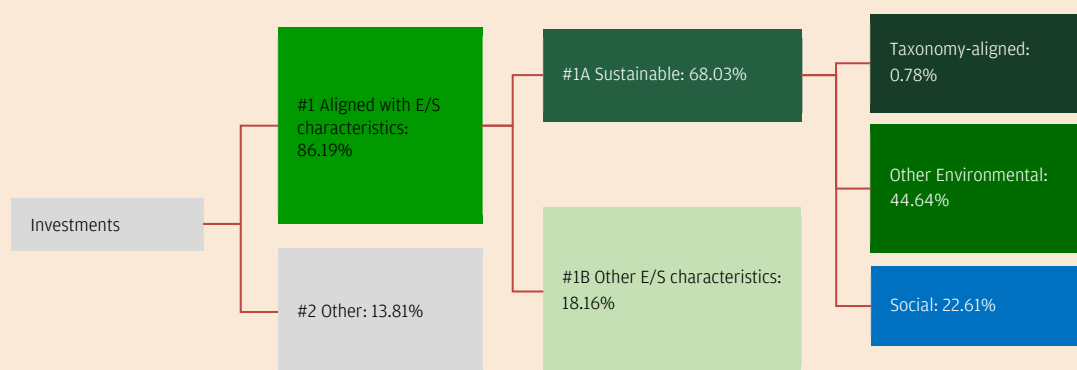 Investments
#1 Aligned with E/S
characteristics:
86.19%
#2 Other: 13.81%
#1A Sustainable: 68.03%
#1B Other E/S characteristics:
18.16%
Taxonomy-aligned:
0.78%
Other Environmental:
44.64%
Social: 22.61%